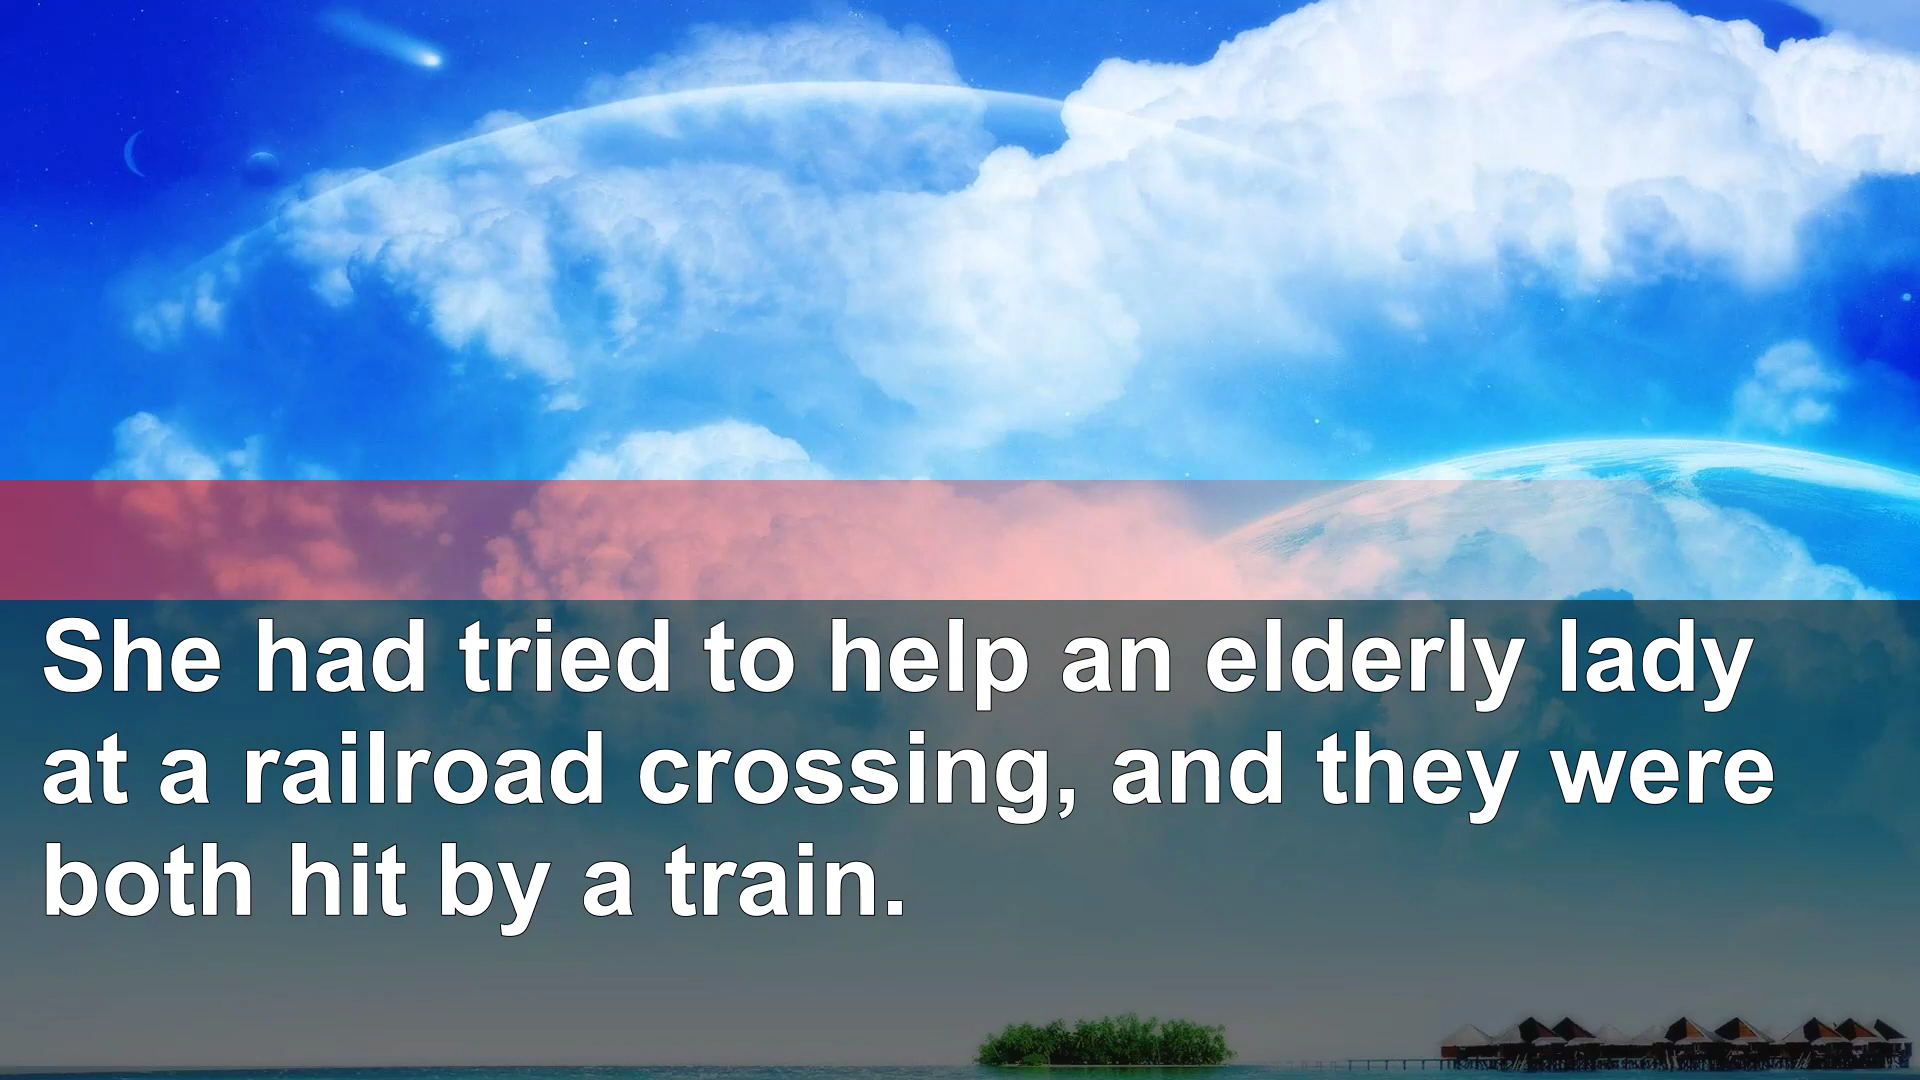 She had tried to help an elderly lady
at a railroad crossing, and they were
both hit by a train.